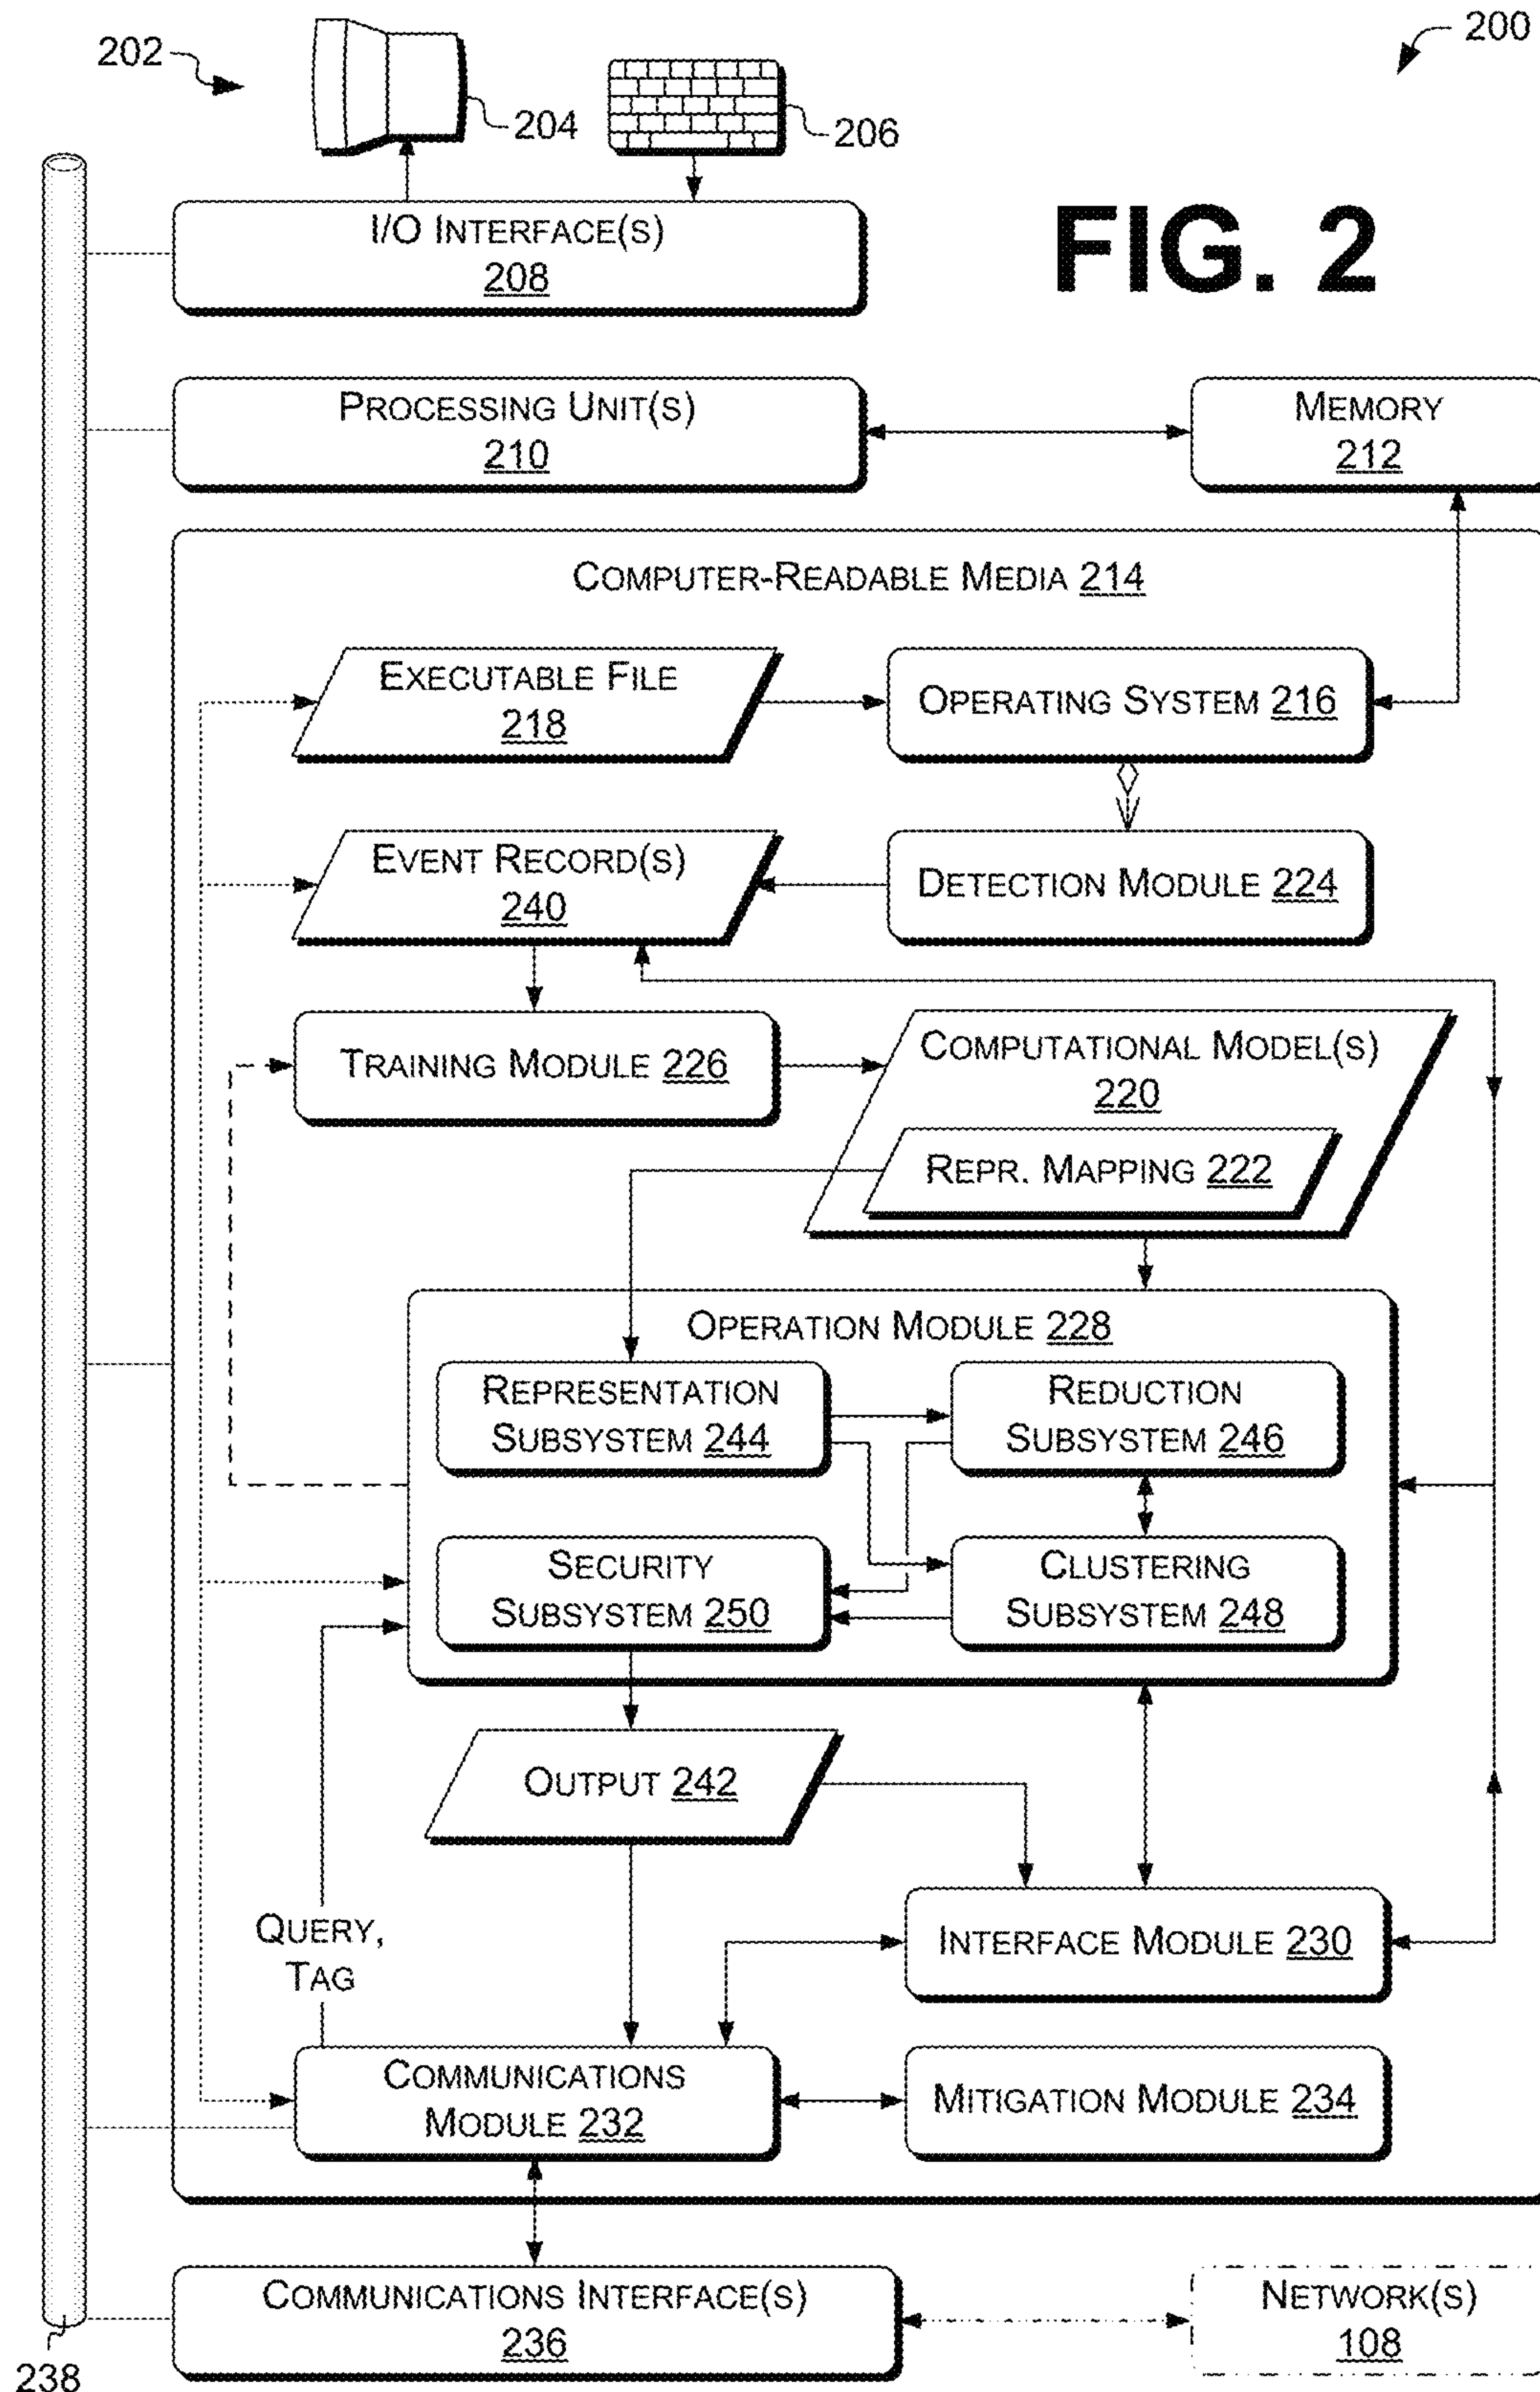 200
202
204
206
I/O INTERFACE(S)
208
FIG. 2
PROCESSING UNIT(S)
210
MEMORY
212
COMPUTER-READABLE MEDIA 214
EXECUTABLE FILE
218
OPERATING SYSTEM 216
EVENT RECORD(S)
240
DETECTION MODULE 224
TRAINING MODULE 226
COMPUTATIONAL MODEL(S)
220
REPR. MAPPING 222
OPERATION MODULE 228
REPRESENTATION
SUBSYSTEM 244
REDUCTION
SUBSYSTEM 246
SECURITY
SUBSYSTEM 250
CLUSTERING
SUBSYSTEM 248
OUTPUT 242
QUERY,
TAG
INTERFACE MODULE 230
COMMUNICATIONS
MODULE 232
MITIGATION MODULE 234
COMMUNICATIONS INTERFACE(S)
236
NETWORK(S)
108
238